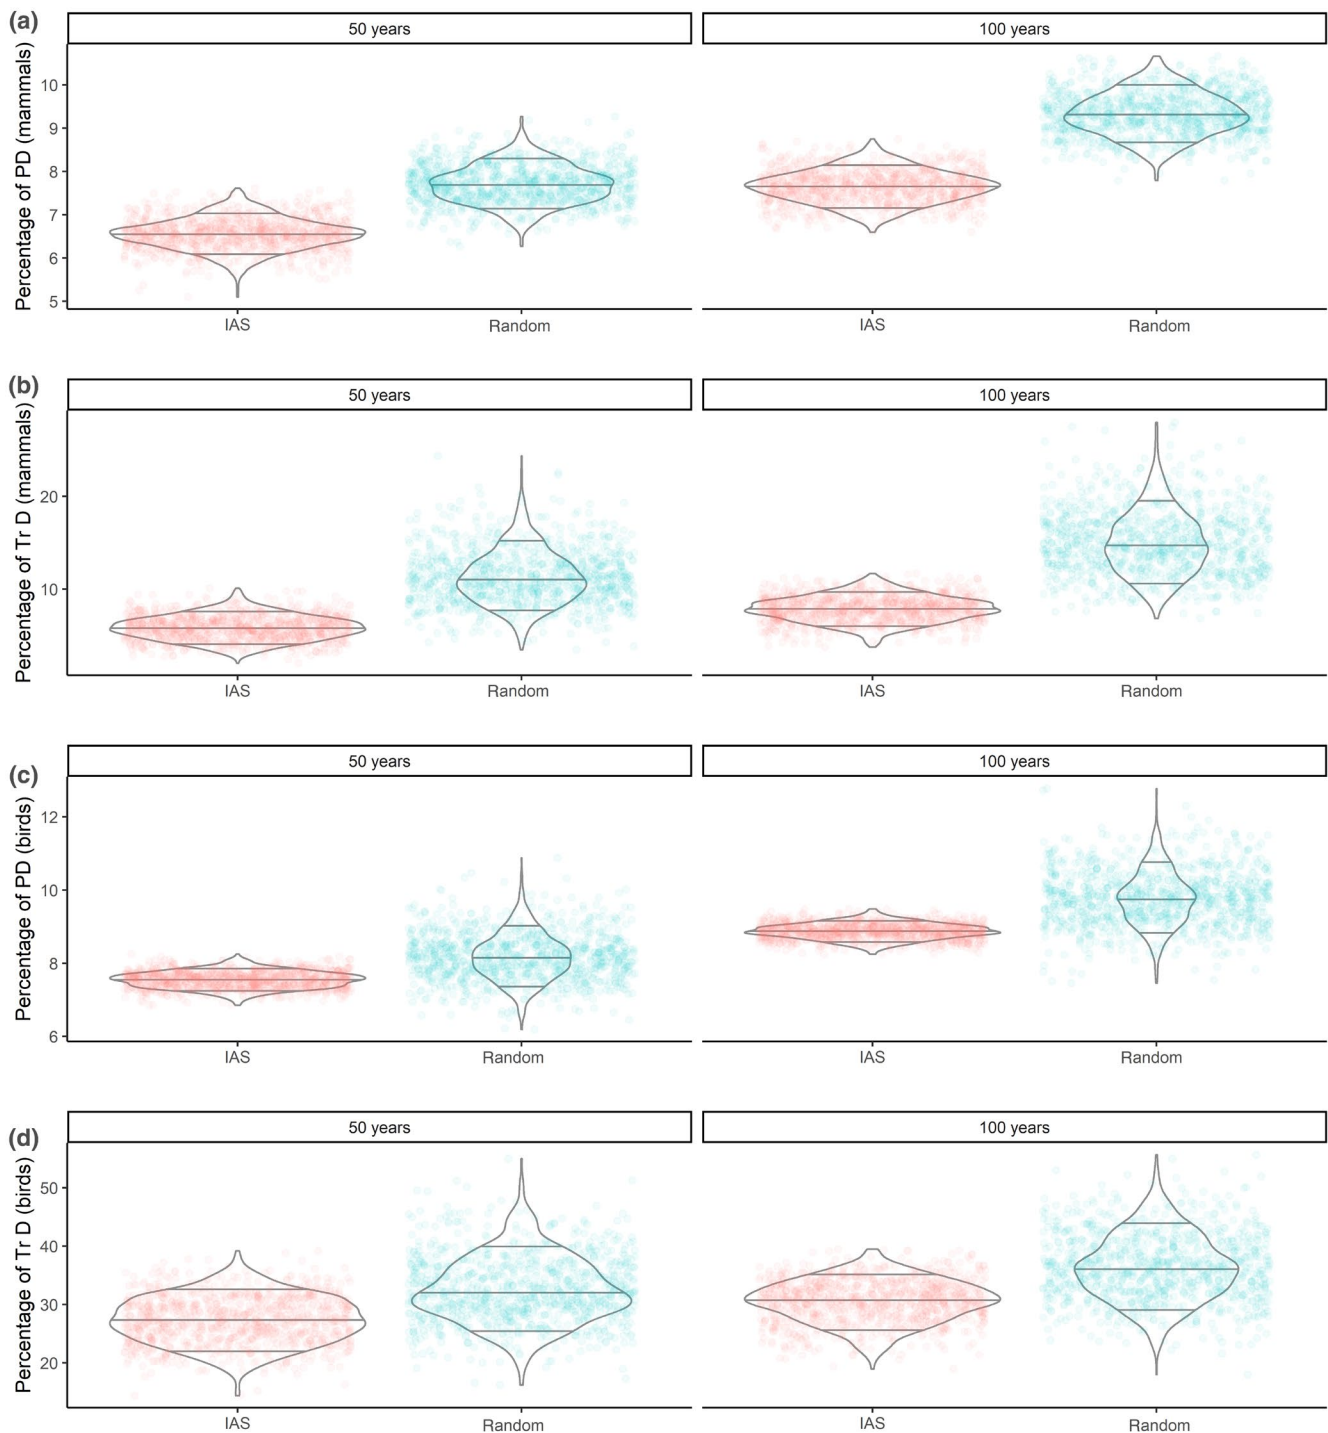 (a)
50 years
100 years
Percentage of PD (mammals)
10
9
8
7
6
5
IAS
Random
IAS
Random
(b)
50 years
100 years
Percentage of Tr D (mammals)
20
10
IAS
Random
IAS
Random
(c)
50 years
100 years
Percentage of PD (birds)
12
10
8
6
IAS
Random
IAS
Random
(d)
50 years
100 years
Percentage of Tr D (birds)
50
40
30
20
IAS
Random
IAS
Random